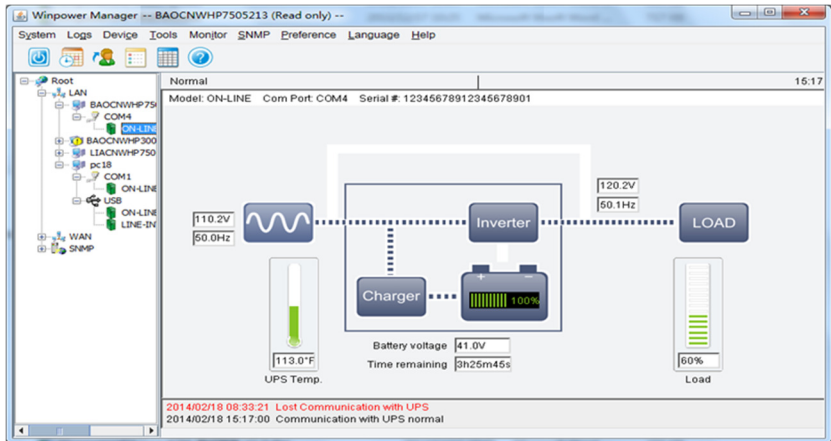 Winpower Manager -- BAOCNWHP7505213 (Read only) --
System Logs Device Tools Monitor SNMP Preference Language Help
Root
LAN
BAOCNWHP750
COM4
ON-LINE
BAOCNWHP300
LIACNWHP750
pc18
COM1
ON-LINE
USB
ON-LINE
LINE-IN
WAN
SNMP
Normal 15:17
Model: ON-LINE Com Port: COM4 Serial #: 12345678912345678901
120.2V
50.1Hz
110.2V
50.0Hz
Inverter
LOAD
Charger
+ −
100%
Battery voltage 41.0V
Time remaining 3h25m45s
113.0°F
UPS Temp.
60%
Load
2014/02/18 08:33:21 Lost Communication with UPS
2014/02/18 15:17:00 Communication with UPS normal